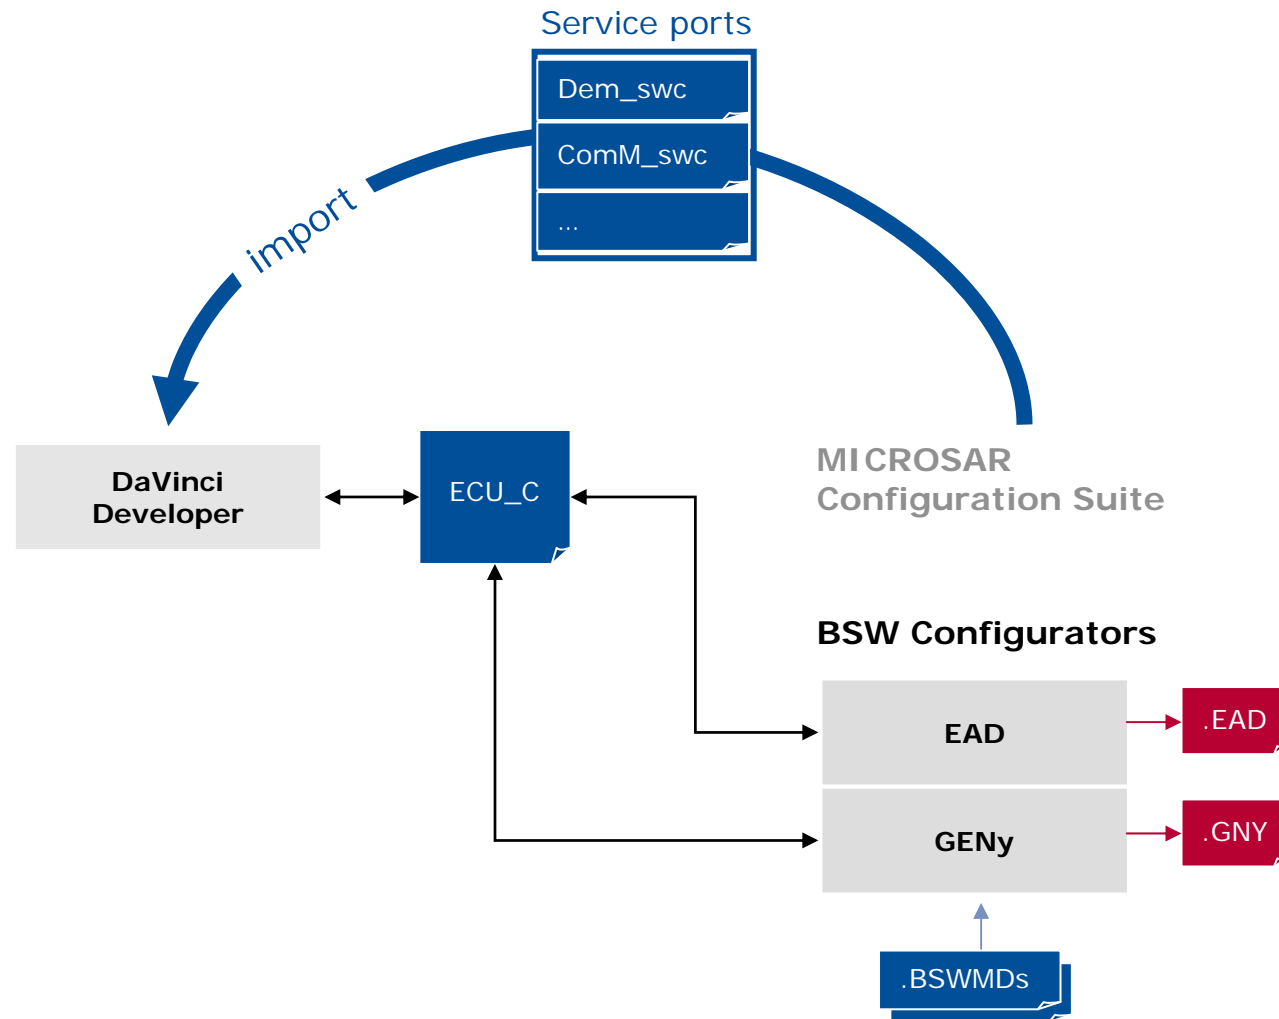 Service ports
Dem_swc
ComM_swc
...
import
DaVinci
Developer
ECU_C
MICROSAR
Configuration Suite
BSW Configurators
EAD
.EAD
GENy
.GNY
.BSWMDs